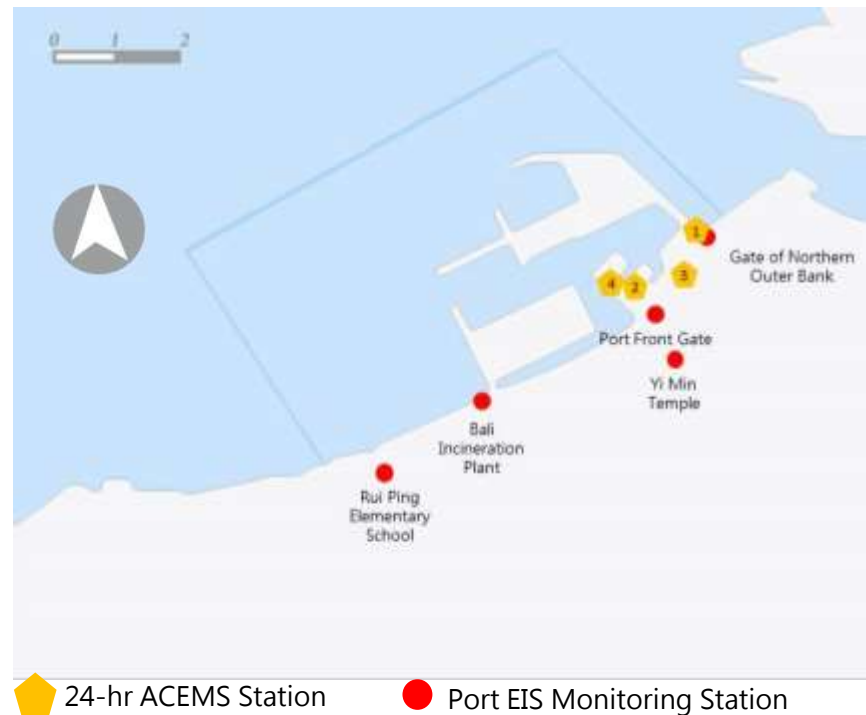 0 1 2
1
Gate of Northern
Outer Bank
3
4
2
Port Front Gate
Yi Min
Temple
Bali
Incineration
Plant
Rui Ping
Elementary
School
24-hr ACEMS Station
Port EIS Monitoring Station